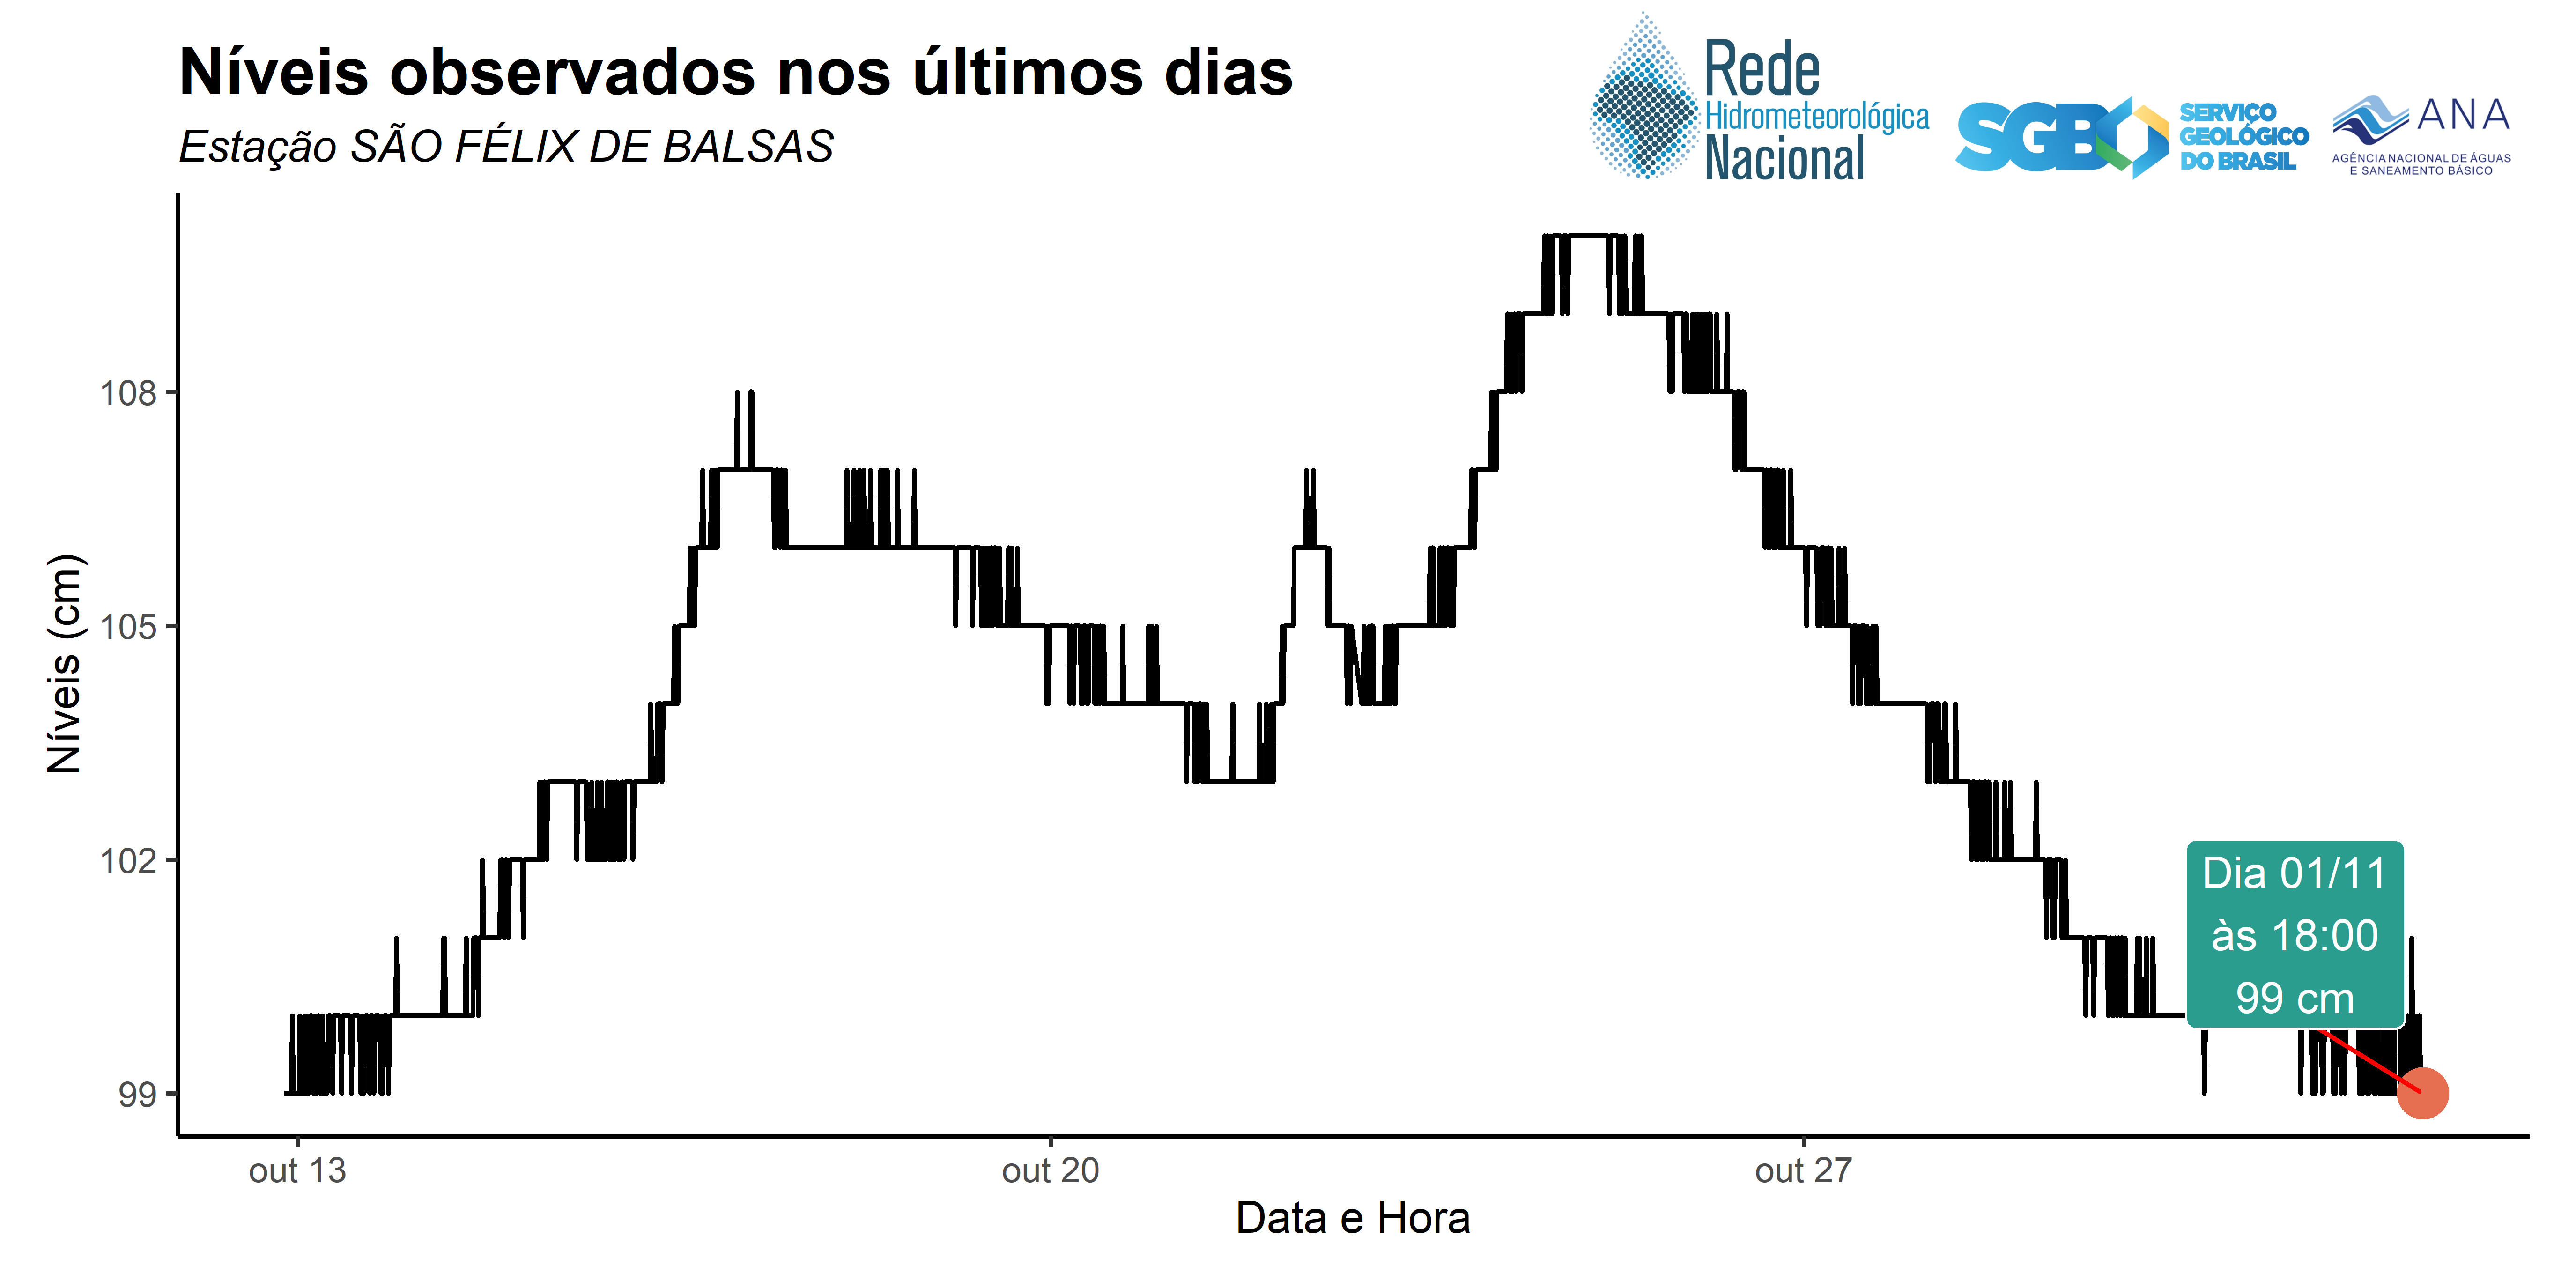 Níveis observados nos últimos dias
Estação SÃO FÉLIX DE BALSAS
Rede
Hidrometeorológica
Nacional
SGB
SERVIÇO
GEOLÓGICO
DO BRASIL
ANA
AGÊNCIA NACIONAL DE ÁGUAS
E SANEAMENTO BÁSICO
Níveis (cm)
108
105
102
99
Dia 01/11
às 18:00
99 cm
out 13
out 20
out 27
Data e Hora